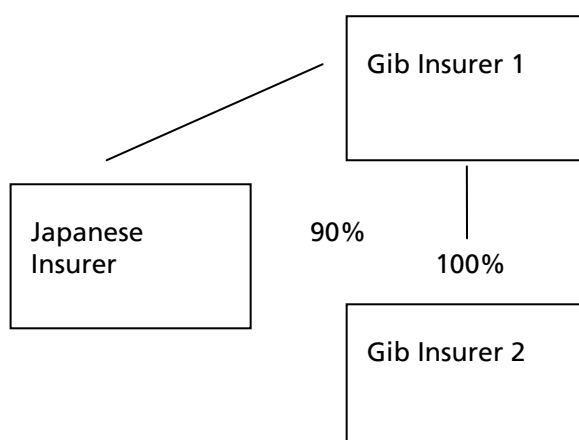 Gib Insurer 1
Japanese
Insurer
90%
100%
Gib Insurer 2